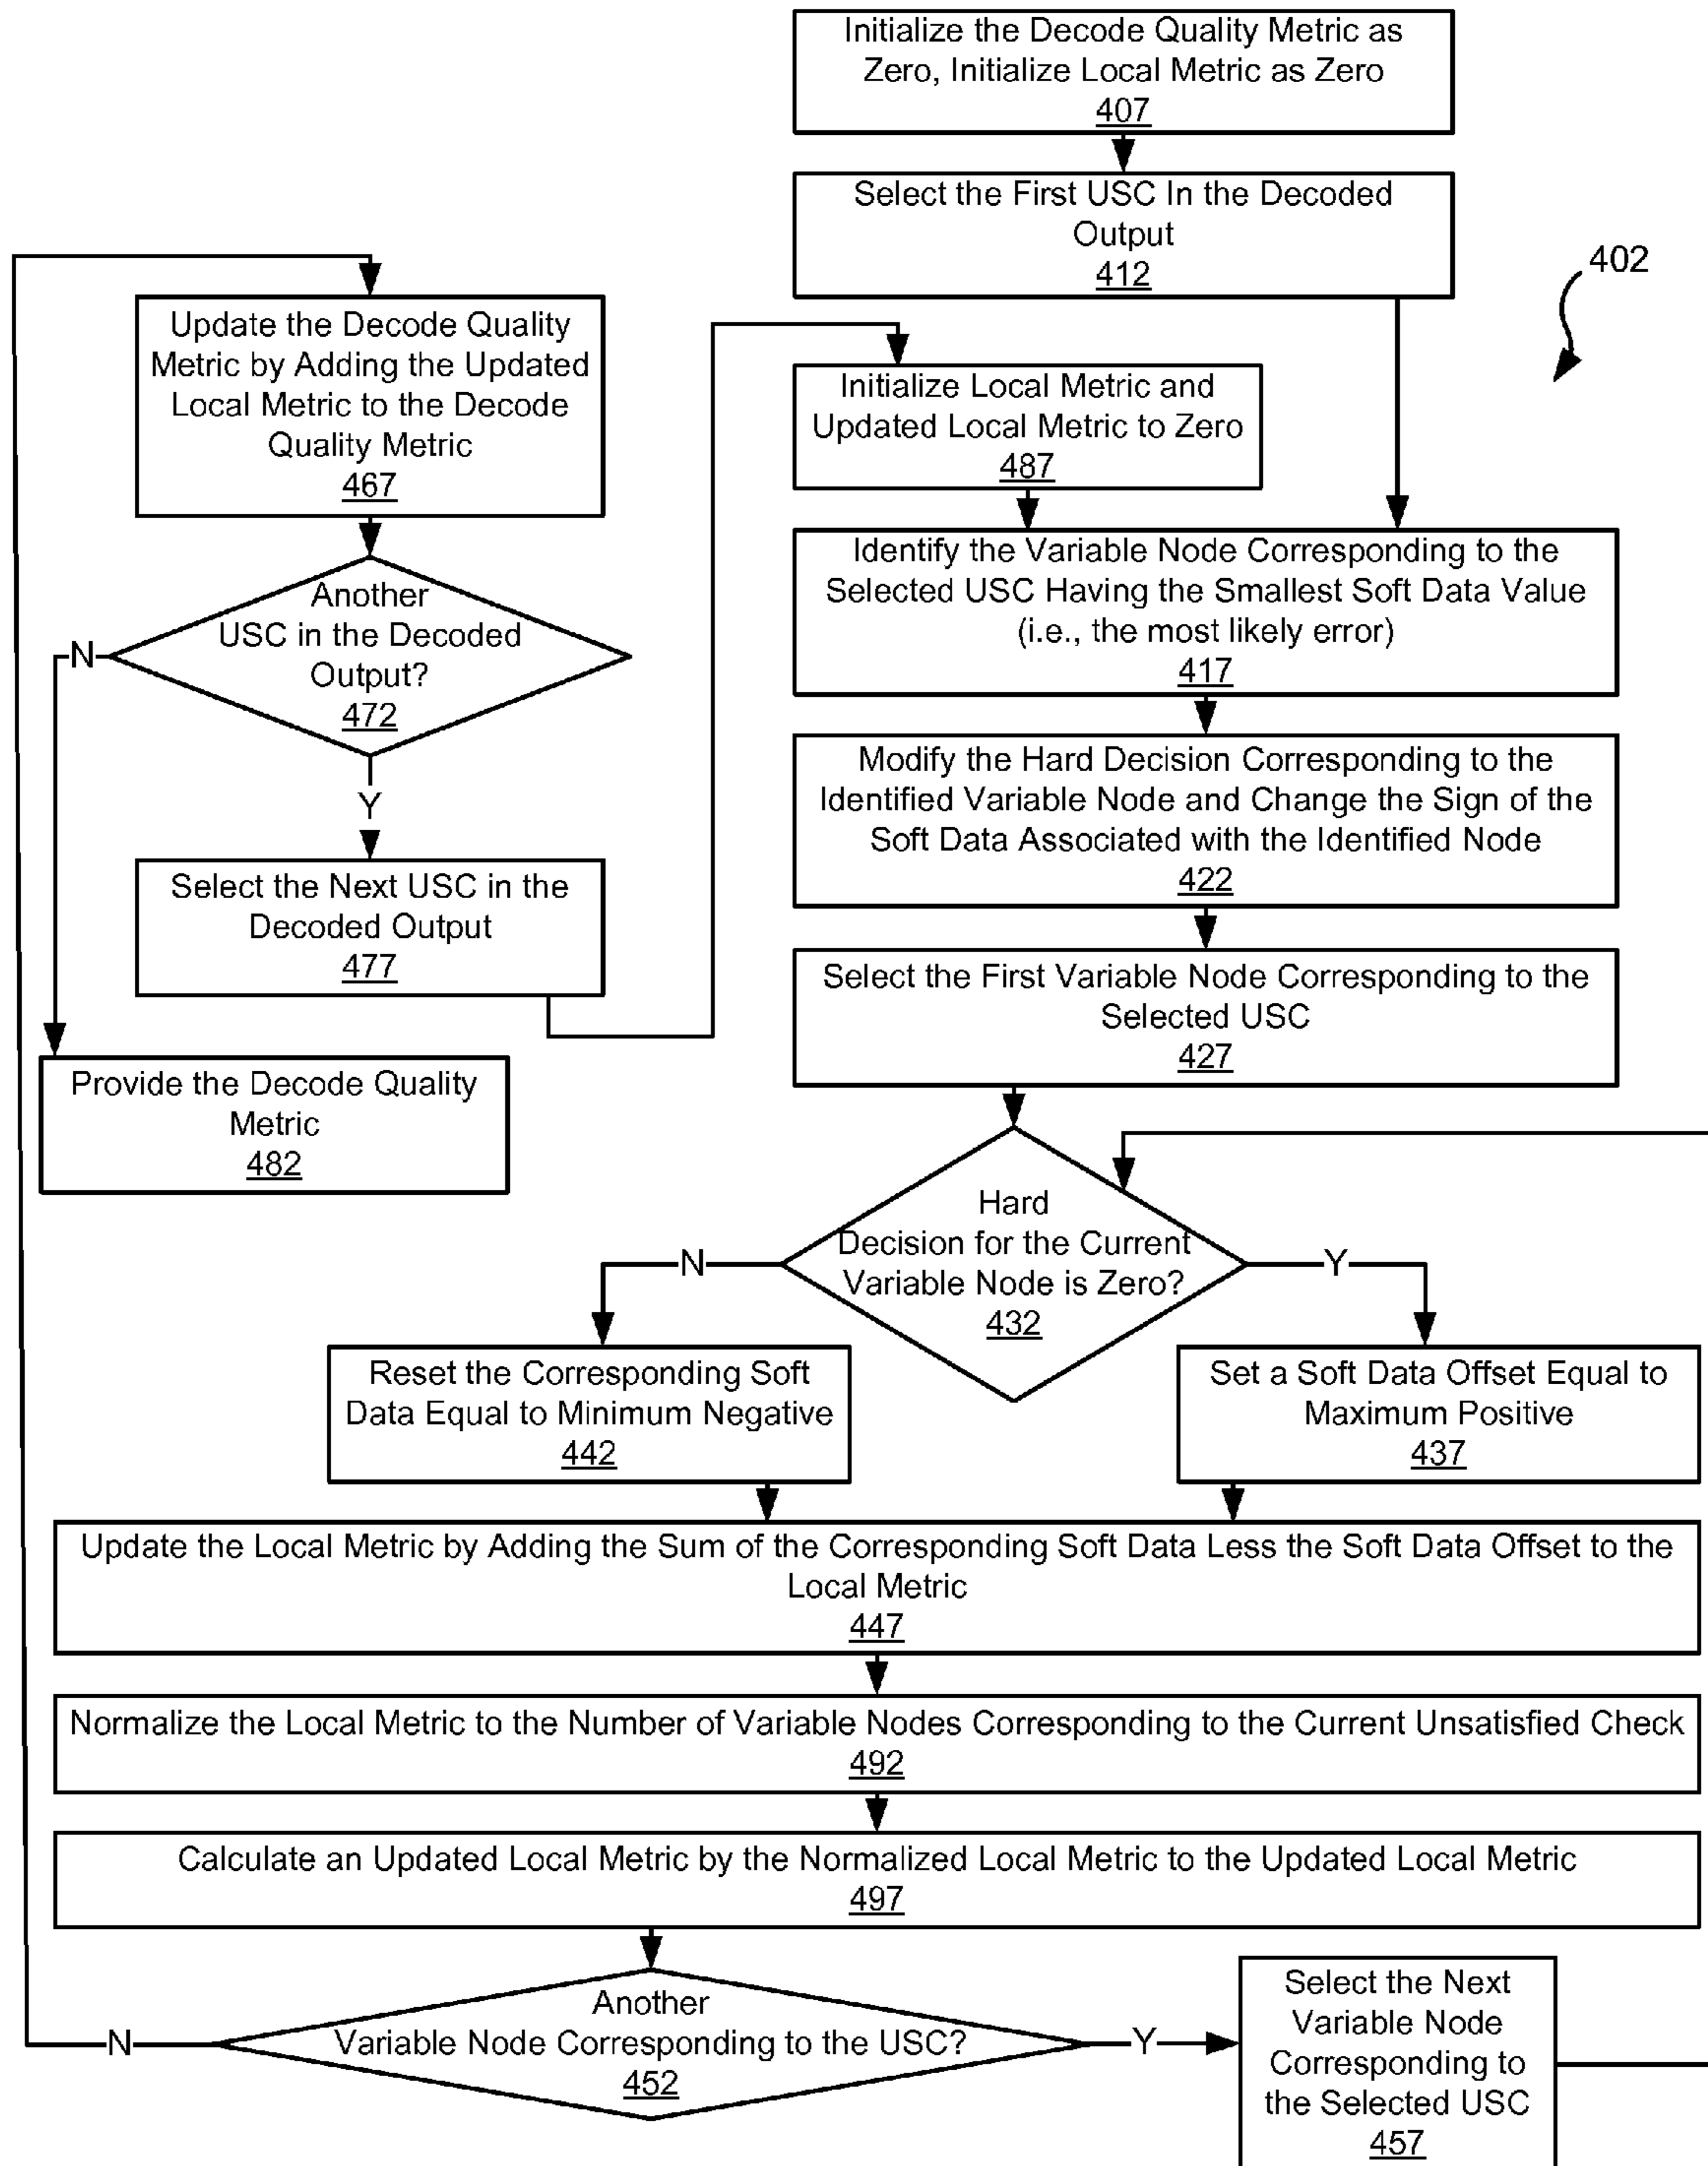 Initialize the Decode Quality Metric as
Zero, Initialize Local Metric as Zero
407
Select the First USC In the Decoded
Output
412
402
Update the Decode Quality
Metric by Adding the Updated
Local Metric to the Decode
Quality Metric
467
Initialize Local Metric and
Updated Local Metric to Zero
487
Identify the Variable Node Corresponding to the
Selected USC Having the Smallest Soft Data Value
(i.e., the most likely error)
417
Another
USC in the Decoded
Output?
472
N
Y
Modify the Hard Decision Corresponding to the
Identified Variable Node and Change the Sign of the
Soft Data Associated with the Identified Node
422
Select the Next USC in the
Decoded Output
477
Select the First Variable Node Corresponding to the
Selected USC
427
Provide the Decode Quality
Metric
482
Hard
Decision for the Current
Variable Node is Zero?
432
N
Y
Reset the Corresponding Soft
Data Equal to Minimum Negative
442
Set a Soft Data Offset Equal to
Maximum Positive
437
Update the Local Metric by Adding the Sum of the Corresponding Soft Data Less the Soft Data Offset to the
Local Metric
447
Normalize the Local Metric to the Number of Variable Nodes Corresponding to the Current Unsatisfied Check
492
Calculate an Updated Local Metric by the Normalized Local Metric to the Updated Local Metric
497
Another
Variable Node Corresponding to the USC?
452
N
Y
Select the Next
Variable Node
Corresponding to
the Selected USC
457